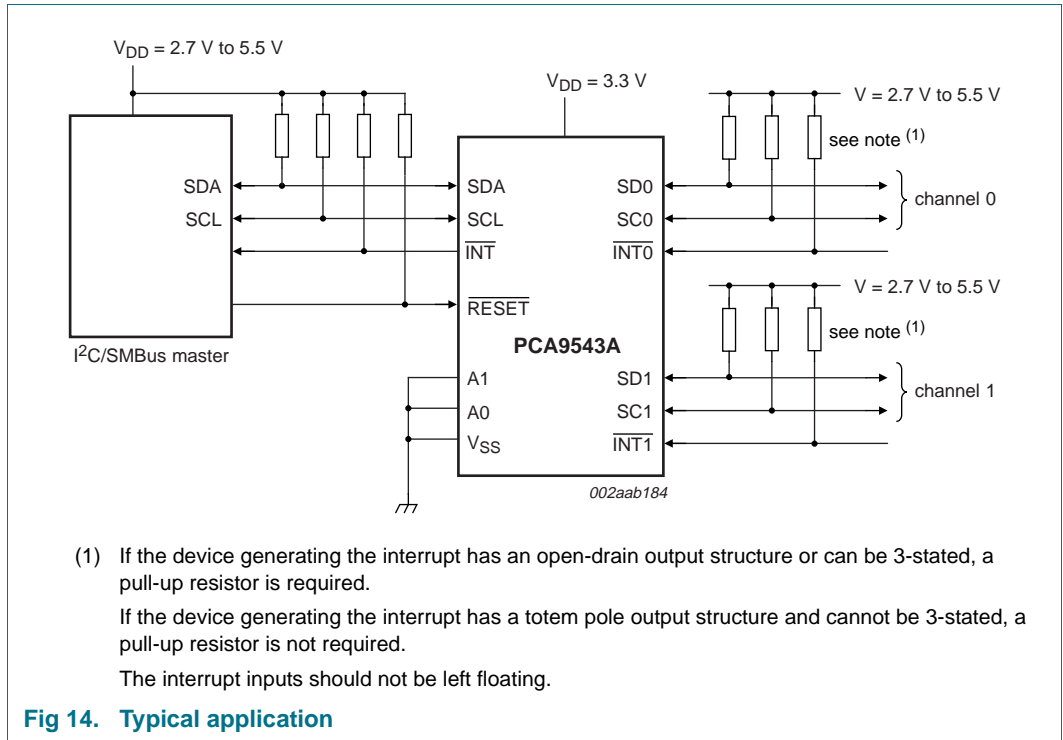 VDD = 2.7 V to 5.5 V
VDD = 3.3 V
V = 2.7 V to 5.5 V
see note (1)
SDA
SCL
SDA
SCL
INT
RESET
SD0
SC0
INT0
channel 0
V = 2.7 V to 5.5 V
see note (1)
I2C/SMBus master
PCA9543A
A1
A0
VSS
SD1
SC1
INT1
channel 1
002aab184
(1) If the device generating the interrupt has an open-drain output structure or can be 3-stated, a
pull-up resistor is required.
If the device generating the interrupt has a totem pole output structure and cannot be 3-stated, a
pull-up resistor is not required.
The interrupt inputs should not be left floating.
Fig 14. Typical application